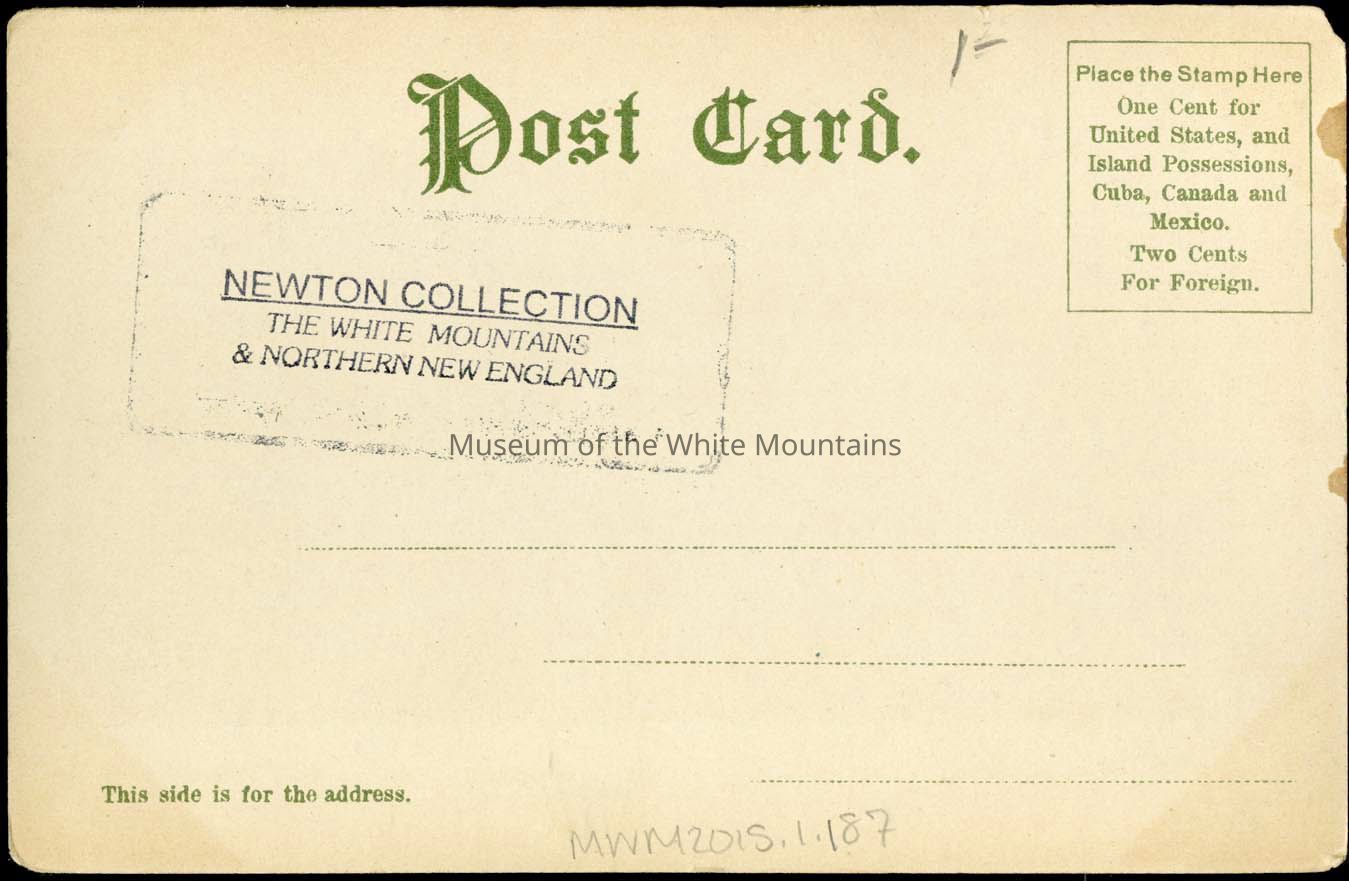 Post Card.
Place the Stamp Here
One Cent for
United States, and
Island Possessions,
Cuba, Canada and
Mexico.
Two Cents
For Foreign.
NEWTON COLLECTION
THE WHITE MOUNTAINS
& NORTHERN NEW ENGLAND
Museum of the White Mountains
This side is for the address.
MWM2015.1.187